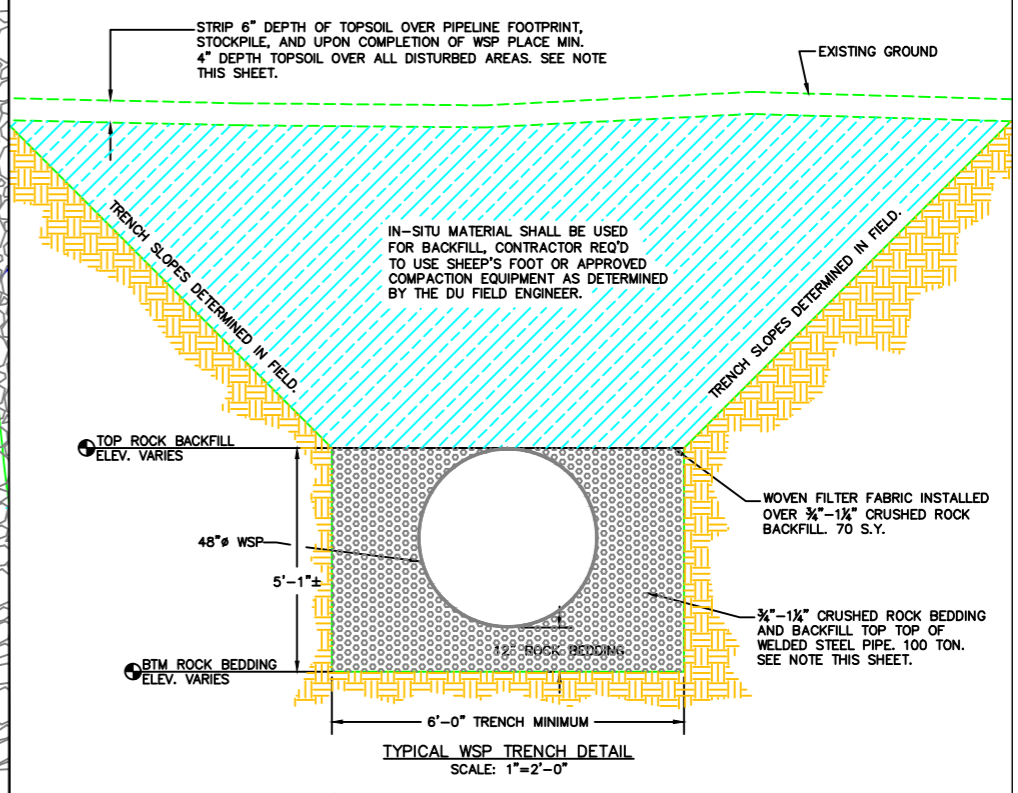 STRIP 6" DEPTH OF TOPSOIL OVER PIPELINE FOOTPRINT,
STOCKPILE, AND UPON COMPLETION OF WSP PLACE MIN.
4" DEPTH TOPSOIL OVER ALL DISTURBED AREAS. SEE NOTE
THIS SHEET.
EXISTING GROUND
TRENCH SLOPES DETERMINED IN FIELD.
IN-SITU MATERIAL SHALL BE USED
FOR BACKFILL, CONTRACTOR REQ'D
TO USE SHEEP'S FOOT OR APPROVED
COMPACTION EQUIPMENT AS DETERMINED
BY THE DU FIELD ENGINEER.
TRENCH SLOPES DETERMINED IN FIELD.
TOP ROCK BACKFILL
ELEV. VARIES
WOVEN FILTER FABRIC INSTALLED
OVER ¾"-1¼" CRUSHED ROCK
BACKFILL. 70 S.Y.
48"ø WSP
5'-1"±
¾"-1¼" CRUSHED ROCK BEDDING
AND BACKFILL TOP TOP OF
WELDED STEEL PIPE. 100 TON.
SEE NOTE THIS SHEET.
12" ROCK BEDDING
BTM ROCK BEDDING
ELEV. VARIES
6'-0" TRENCH MINIMUM
TYPICAL WSP TRENCH DETAIL
SCALE: 1"=2'-0"